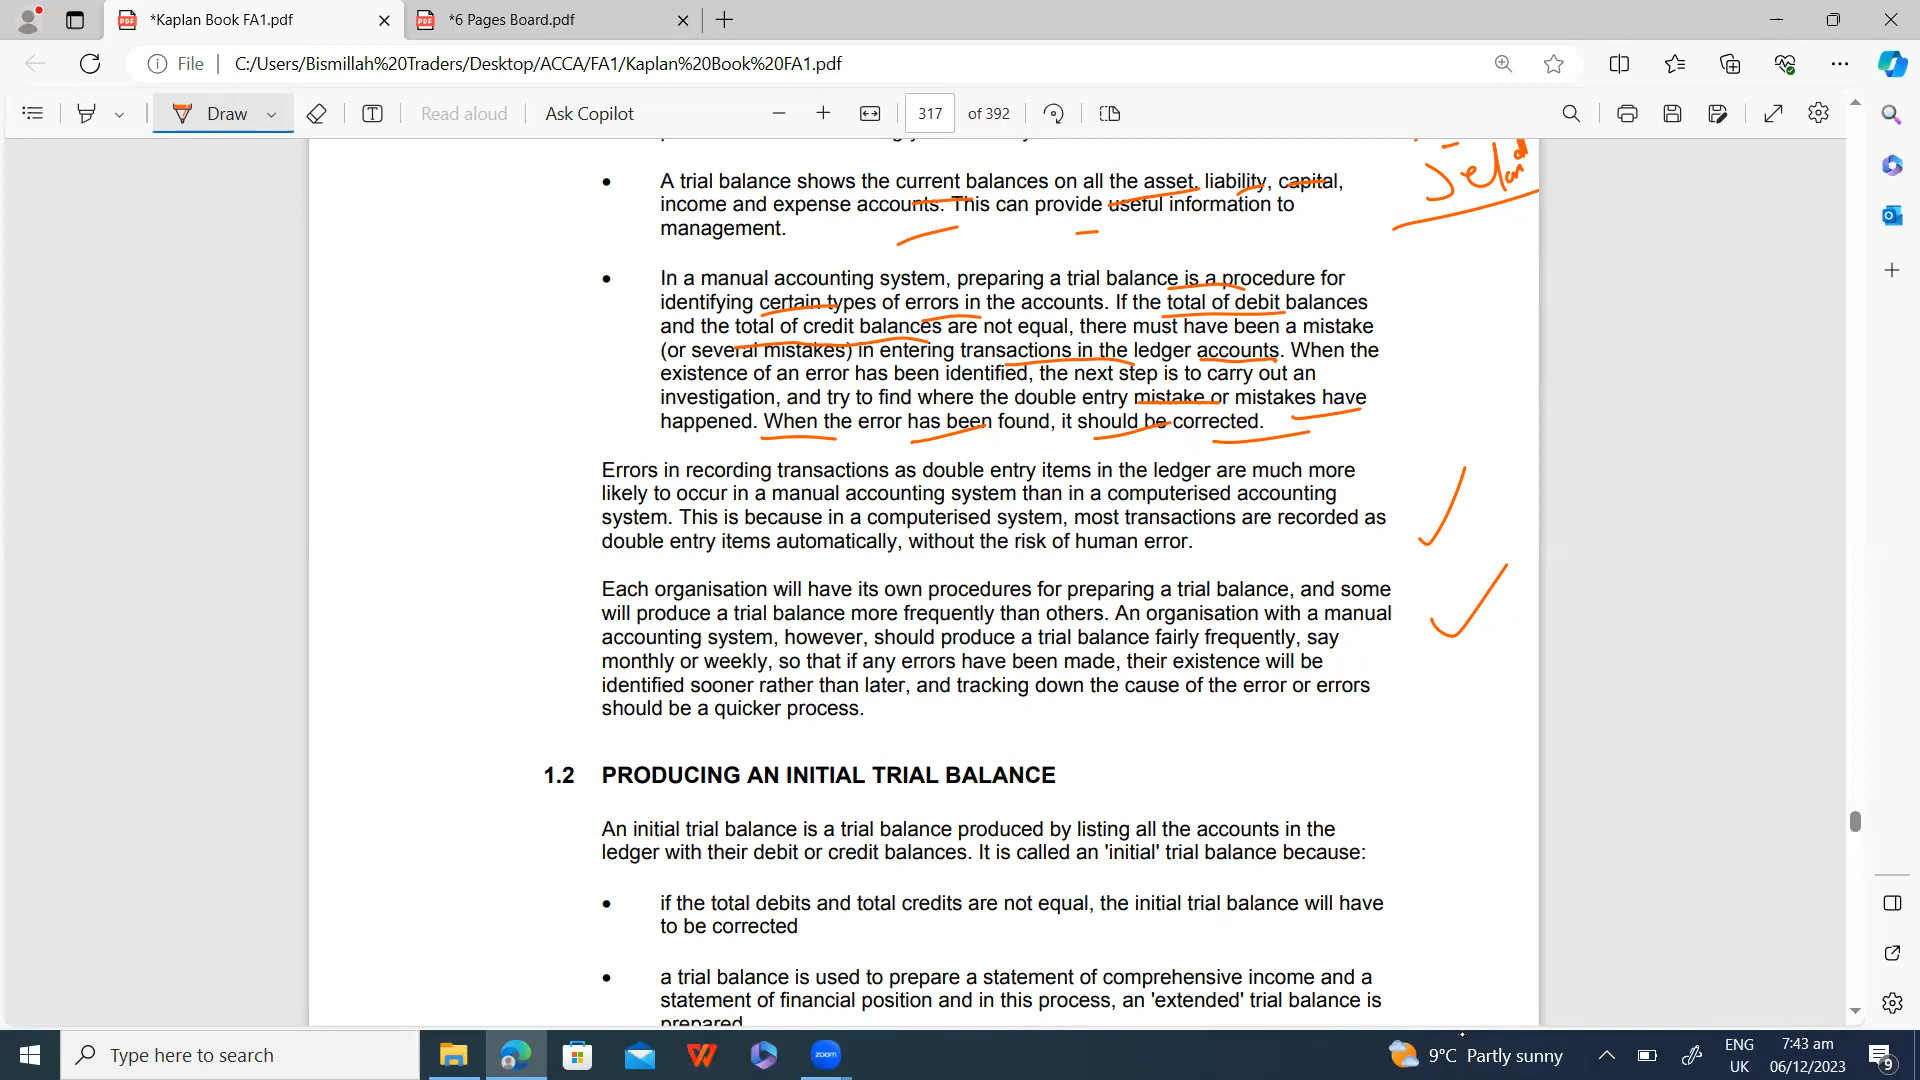 *Kaplan Book FA1.pdf
*6 Pages Board.pdf
File
C:/Users/Bismillah%20Traders/Desktop/ACCA/FA1/Kaplan%20Book%20FA1.pdf
Draw
Read aloud
Ask Copilot
317 of 392
• A trial balance shows the current balances on all the asset, liability, capital,
income and expense accounts. This can provide useful information to
management.
• In a manual accounting system, preparing a trial balance is a procedure for
identifying certain types of errors in the accounts. If the total of debit balances
and the total of credit balances are not equal, there must have been a mistake
(or several mistakes) in entering transactions in the ledger accounts. When the
existence of an error has been identified, the next step is to carry out an
investigation, and try to find where the double entry mistake or mistakes have
happened. When the error has been found, it should be corrected.
Errors in recording transactions as double entry items in the ledger are much more
likely to occur in a manual accounting system than in a computerised accounting
system. This is because in a computerised system, most transactions are recorded as
double entry items automatically, without the risk of human error.
Each organisation will have its own procedures for preparing a trial balance, and some
will produce a trial balance more frequently than others. An organisation with a manual
accounting system, however, should produce a trial balance fairly frequently, say
monthly or weekly, so that if any errors have been made, their existence will be
identified sooner rather than later, and tracking down the cause of the error or errors
should be a quicker process.
1.2 PRODUCING AN INITIAL TRIAL BALANCE
An initial trial balance is a trial balance produced by listing all the accounts in the
ledger with their debit or credit balances. It is called an 'initial' trial balance because:
• if the total debits and total credits are not equal, the initial trial balance will have
to be corrected
• a trial balance is used to prepare a statement of comprehensive income and a
statement of financial position and in this process, an 'extended' trial balance is
prepared
Type here to search
zoom
9°C Partly sunny
ENG
UK
7:43 am
06/12/2023
9